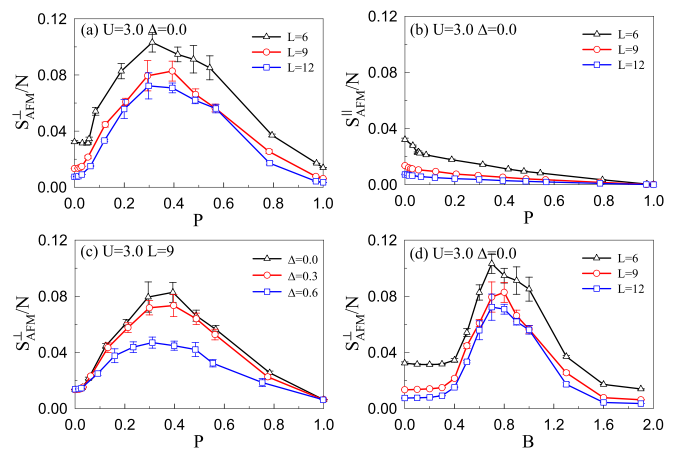 (a) U=3.0 Δ=0.0
L=6
L=9
L=12
S⊥AFM/N
0.12
0.08
0.04
0.00
0.0 0.2 0.4 0.6 0.8 1.0
P
(b) U=3.0 Δ=0.0
L=6
L=9
L=12
S∥AFM/N
0.12
0.08
0.04
0.00
0.0 0.2 0.4 0.6 0.8 1.0
P
(c) U=3.0 L=9
Δ=0.0
Δ=0.3
Δ=0.6
S⊥AFM/N
0.12
0.08
0.04
0.00
0.0 0.2 0.4 0.6 0.8 1.0
P
(d) U=3.0 Δ=0.0
L=6
L=9
L=12
S⊥AFM/N
0.12
0.08
0.04
0.00
0.0 0.4 0.8 1.2 1.6 2.0
B